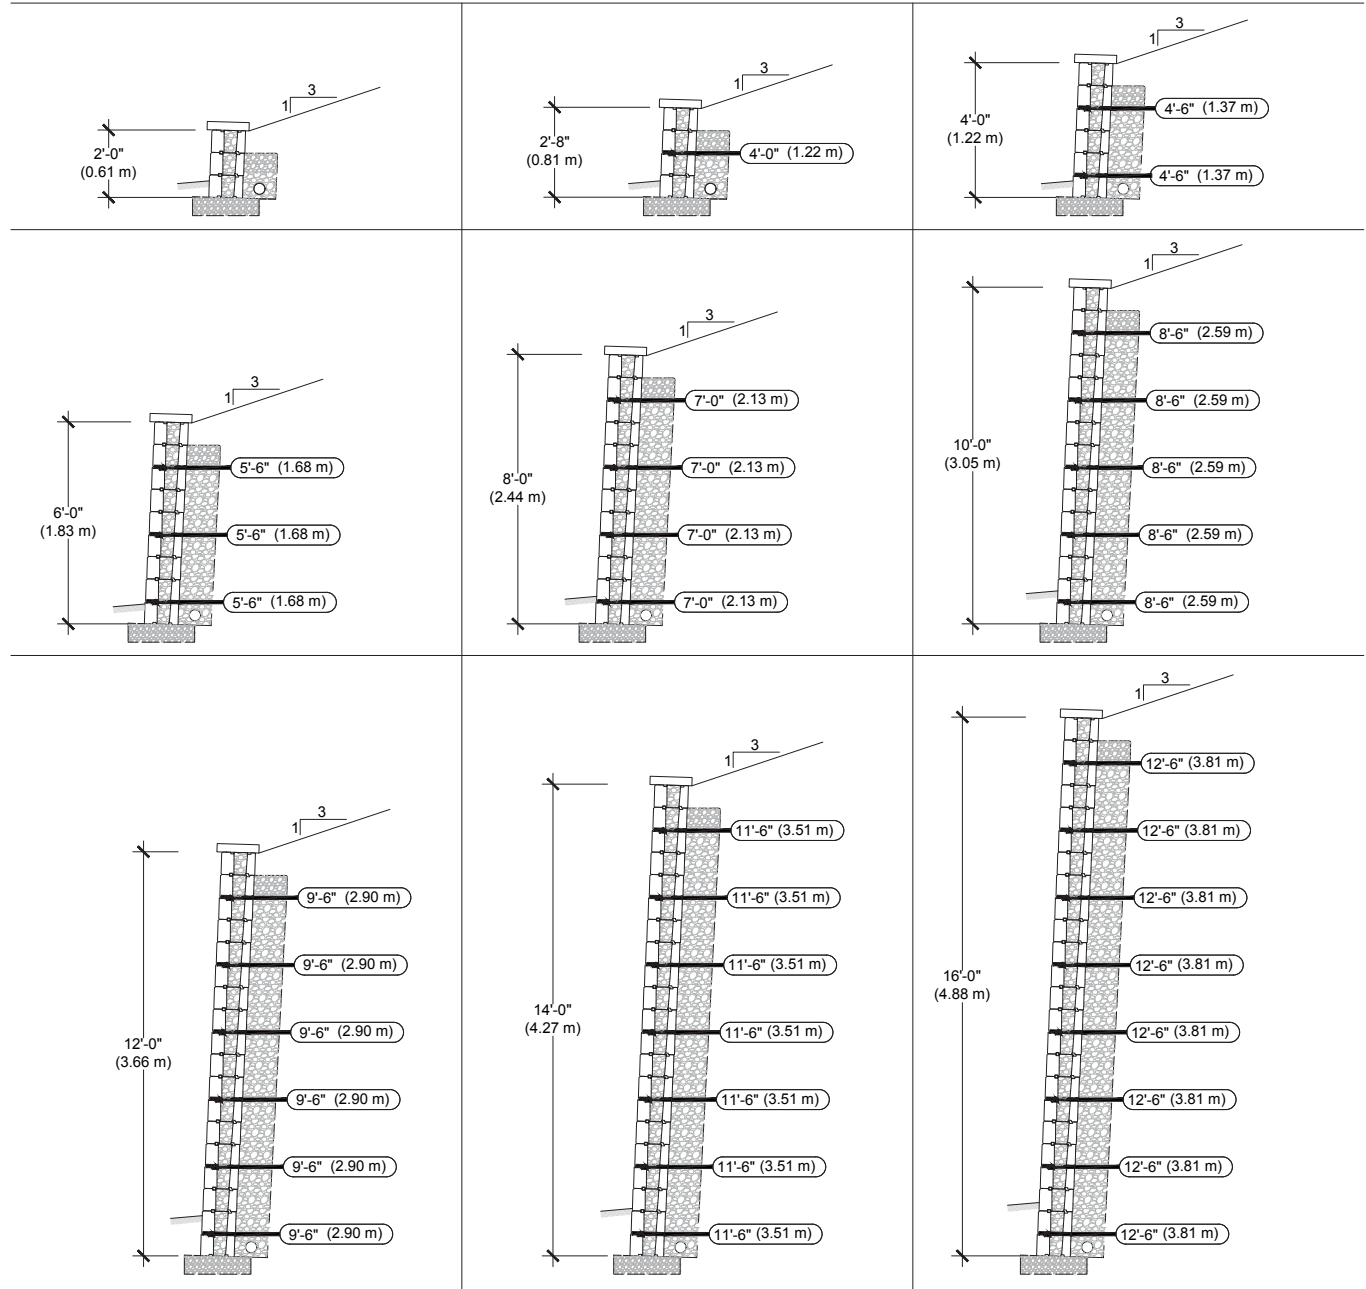 3
1
2'-0"
(0.61 m)
3
1
2'-8"
(0.81 m)
4'-0" (1.22 m)
3
1
4'-0"
(1.22 m)
4'-6" (1.37 m)
4'-6" (1.37 m)
3
1
6'-0"
(1.83 m)
5'-6" (1.68 m)
5'-6" (1.68 m)
5'-6" (1.68 m)
3
1
8'-0"
(2.44 m)
7'-0" (2.13 m)
7'-0" (2.13 m)
7'-0" (2.13 m)
7'-0" (2.13 m)
3
1
10'-0"
(3.05 m)
8'-6" (2.59 m)
8'-6" (2.59 m)
8'-6" (2.59 m)
8'-6" (2.59 m)
8'-6" (2.59 m)
3
1
12'-0"
(3.66 m)
9'-6" (2.90 m)
9'-6" (2.90 m)
9'-6" (2.90 m)
9'-6" (2.90 m)
9'-6" (2.90 m)
9'-6" (2.90 m)
3
1
14'-0"
(4.27 m)
11'-6" (3.51 m)
11'-6" (3.51 m)
11'-6" (3.51 m)
11'-6" (3.51 m)
11'-6" (3.51 m)
11'-6" (3.51 m)
11'-6" (3.51 m)
3
1
16'-0"
(4.88 m)
12'-6" (3.81 m)
12'-6" (3.81 m)
12'-6" (3.81 m)
12'-6" (3.81 m)
12'-6" (3.81 m)
12'-6" (3.81 m)
12'-6" (3.81 m)
12'-6" (3.81 m)